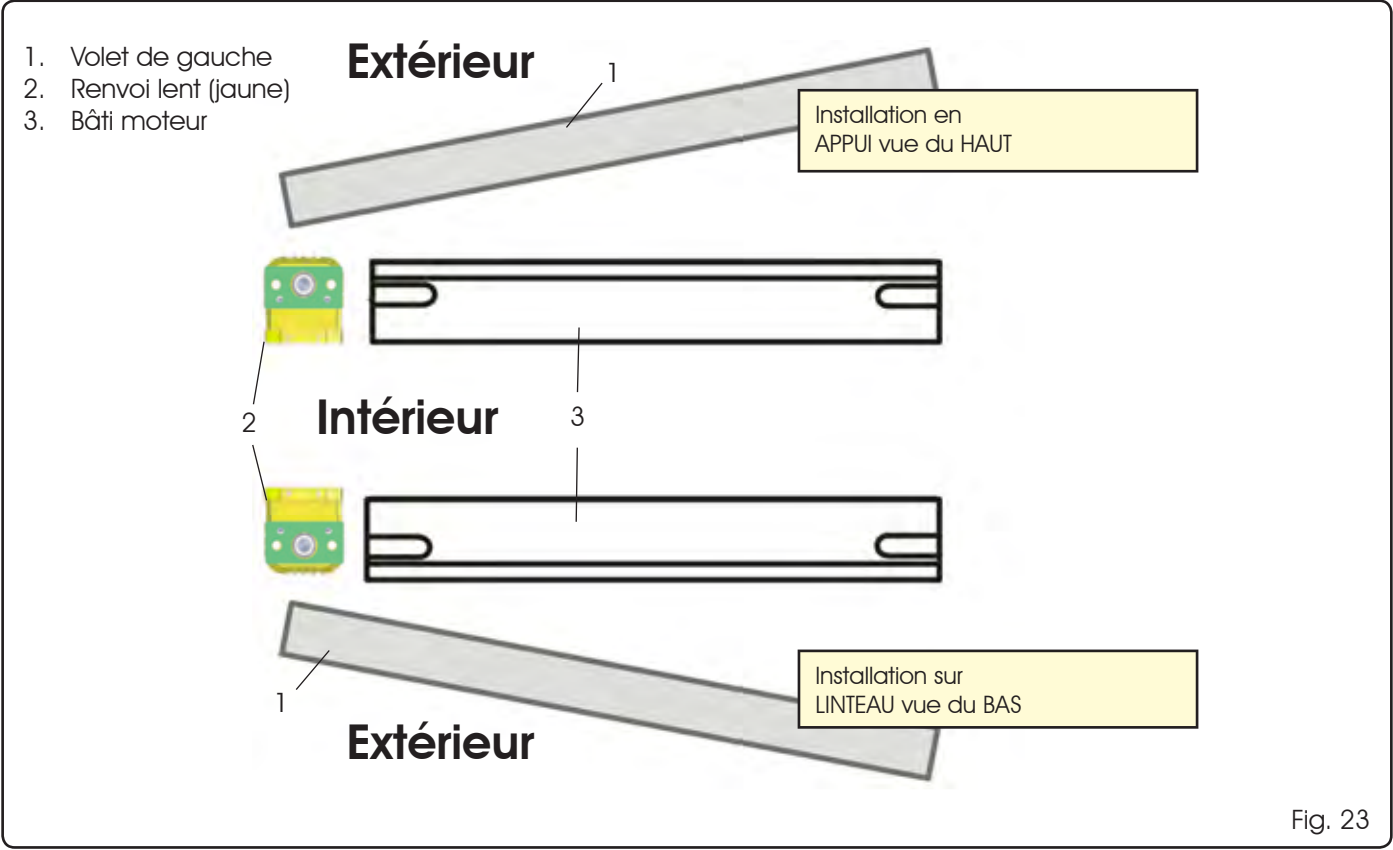 1. Volet de gauche
2. Renvoi lent (jaune)
3. Bâti moteur
Extérieur
1
Installation en
APPUI vue du HAUT
2
Intérieur
3
1
Installation sur
LINTEAU vue du BAS
Extérieur
Fig. 23